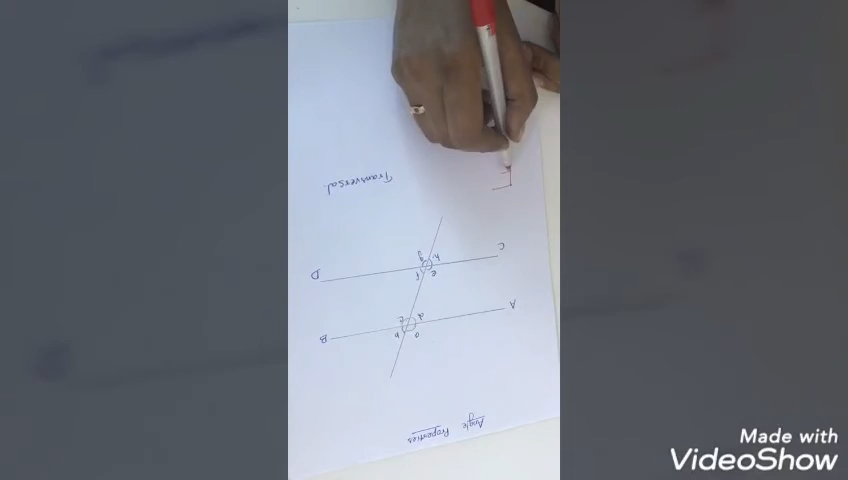 Angle Properties
a
b
A
B
d
c
e
f
C
D
h
g
Transversal.
Made with
VideoShow